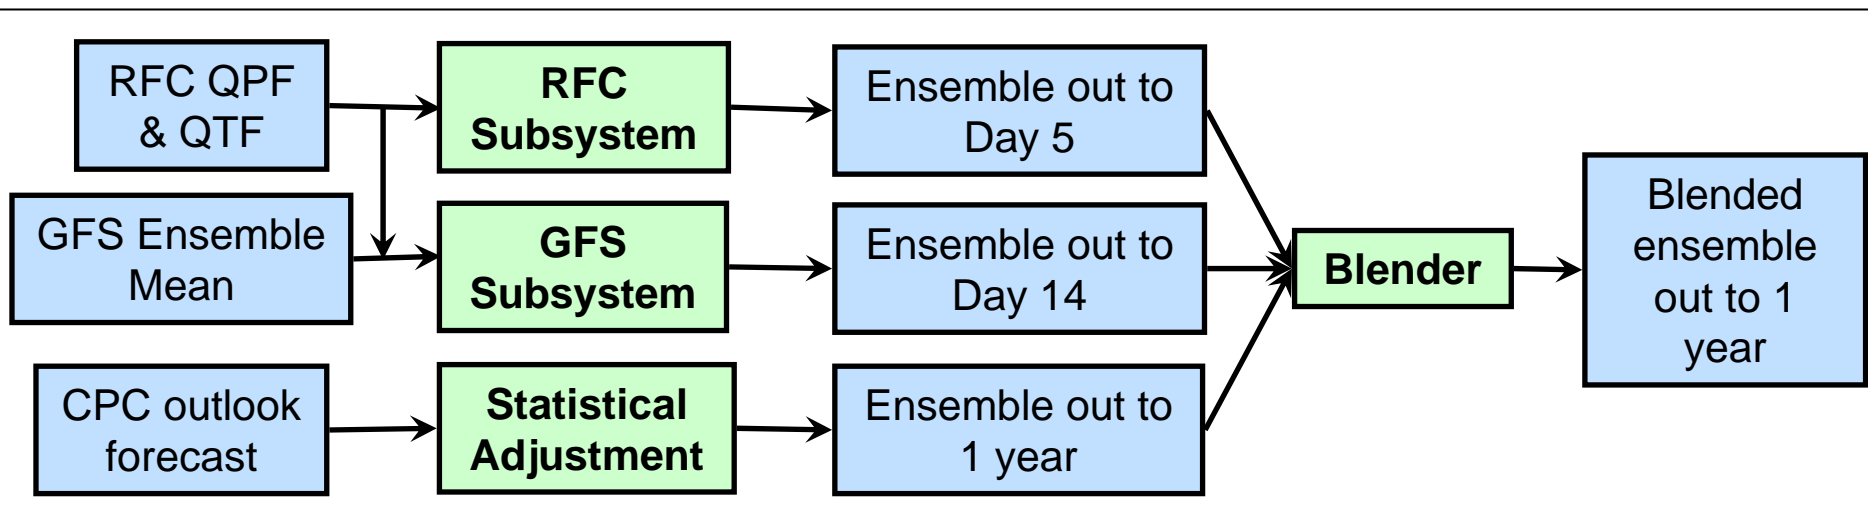 RFC QPF
& QTF
RFC
Subsystem
Ensemble out to
Day 5
GFS Ensemble
Mean
GFS
Subsystem
Ensemble out to
Day 14
CPC outlook
forecast
Statistical
Adjustment
Ensemble out to
1 year
Blender
Blended
ensemble
out to 1
year